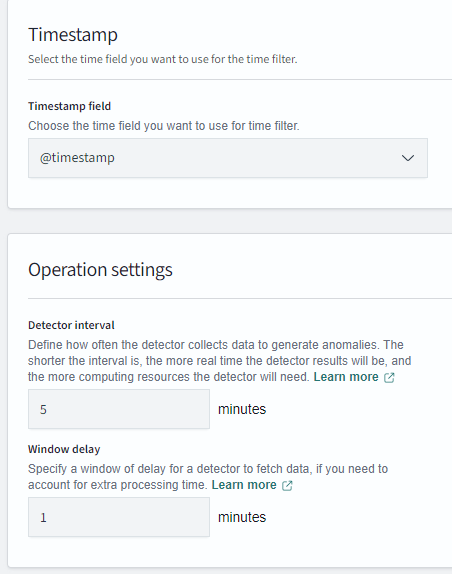 Timestamp
Select the time field you want to use for the time filter.
Timestamp field
Choose the time field you want to use for time filter.
@timestamp
Operation settings
Detector interval
Define how often the detector collects data to generate anomalies. The
shorter the interval is, the more real time the detector results will be, and
the more computing resources the detector will need. Learn more
5 minutes
Window delay
Specify a window of delay for a detector to fetch data, if you need to
account for extra processing time. Learn more
1 minutes